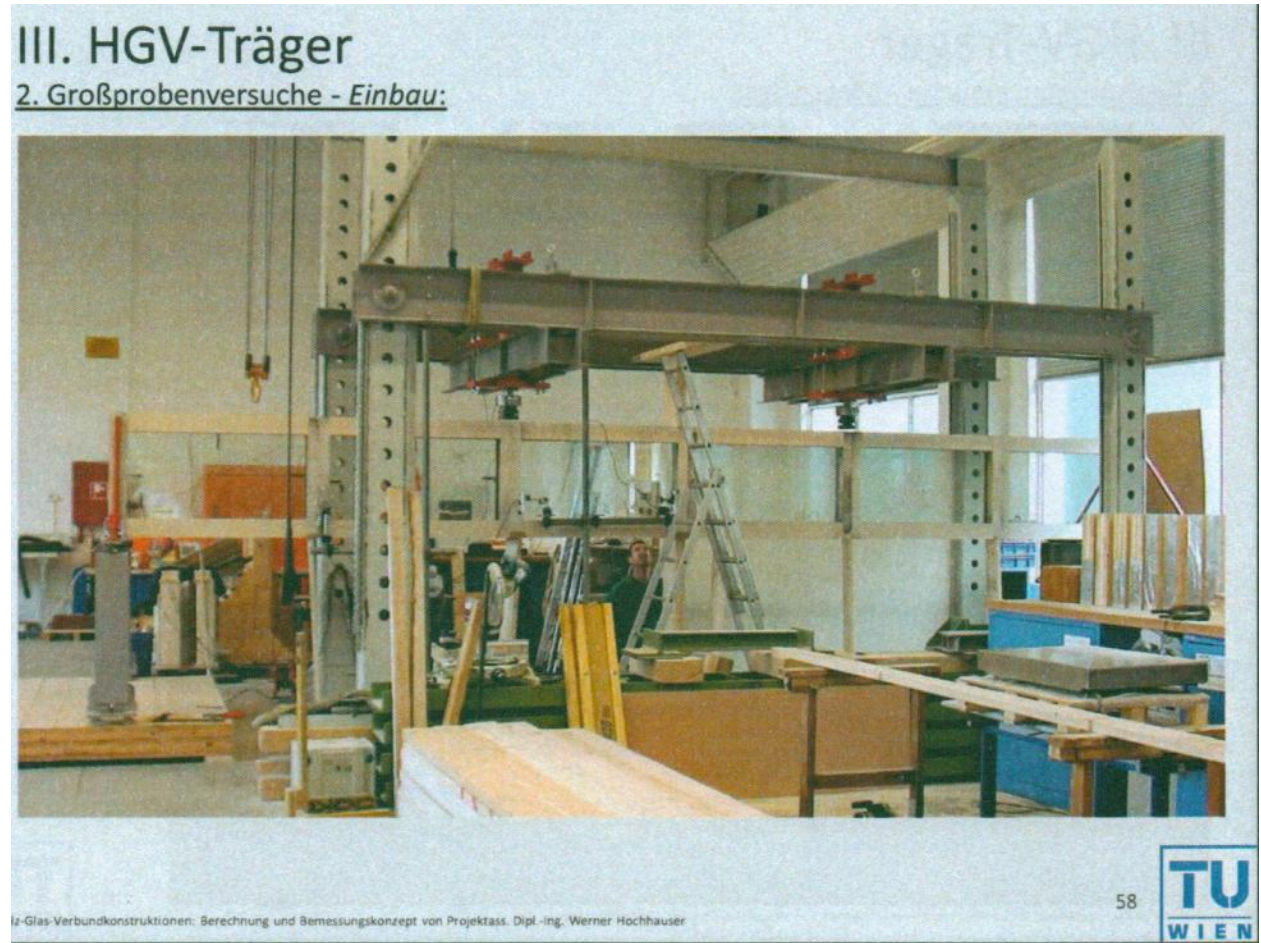 III. HGV-Träger
2. Großprobenversuche - Einbau:
lz-Glas-Verbundkonstruktionen: Berechnung und Bemessungskonzept von Projektass. Dipl.-Ing. Werner Hochhauser
58
TU
WIEN